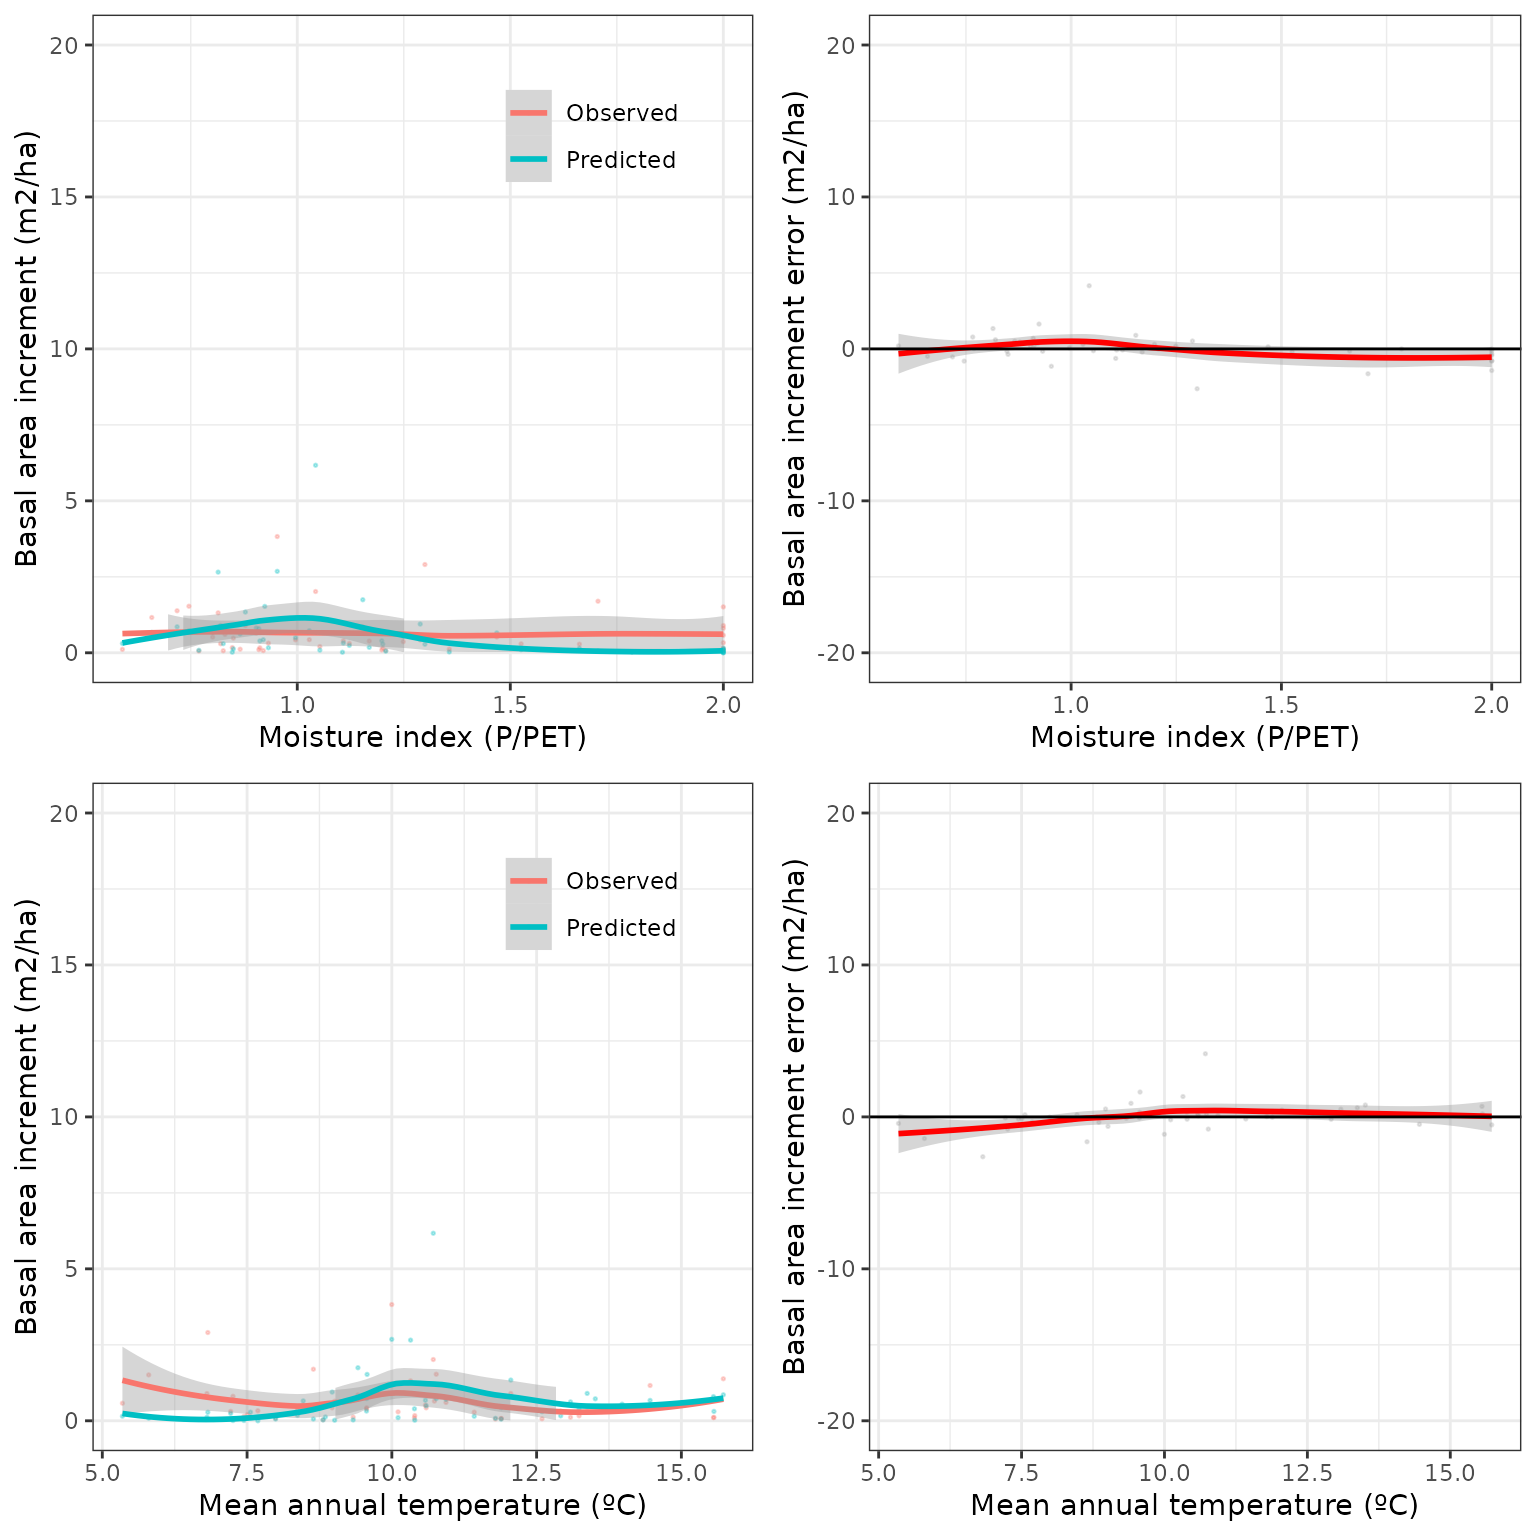 Basal area increment (m2/ha)
20
15
10
5
0
Observed
Predicted
1.0 1.5 2.0
Moisture index (P/PET)
Basal area increment error (m2/ha)
20
10
0
-10
-20
1.0 1.5 2.0
Moisture index (P/PET)
Basal area increment (m2/ha)
20
15
10
5
0
Observed
Predicted
5.0 7.5 10.0 12.5 15.0
Mean annual temperature (ºC)
Basal area increment error (m2/ha)
20
10
0
-10
-20
5.0 7.5 10.0 12.5 15.0
Mean annual temperature (ºC)